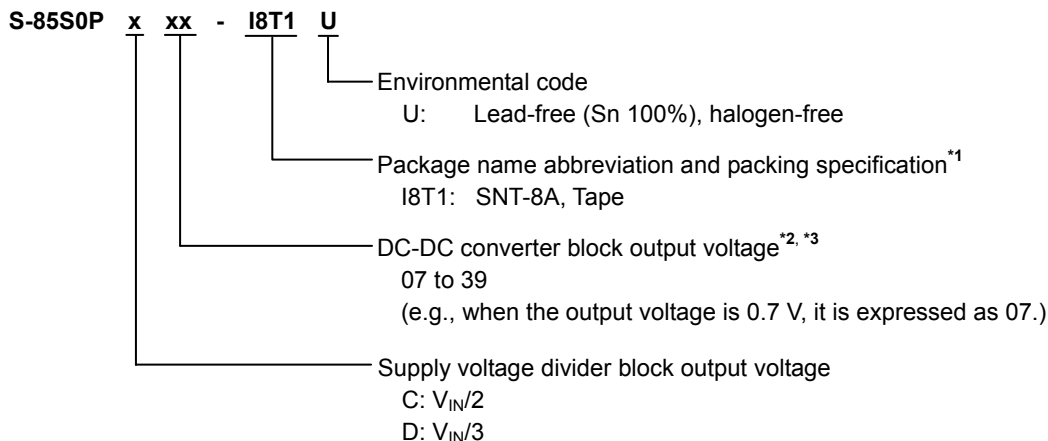 S-85S0P x xx - I8T1 U
Environmental code
U: Lead-free (Sn 100%), halogen-free
Package name abbreviation and packing specification*1
I8T1: SNT-8A, Tape
DC-DC converter block output voltage*2, *3
07 to 39
(e.g., when the output voltage is 0.7 V, it is expressed as 07.)
Supply voltage divider block output voltage
C: VIN/2
D: VIN/3